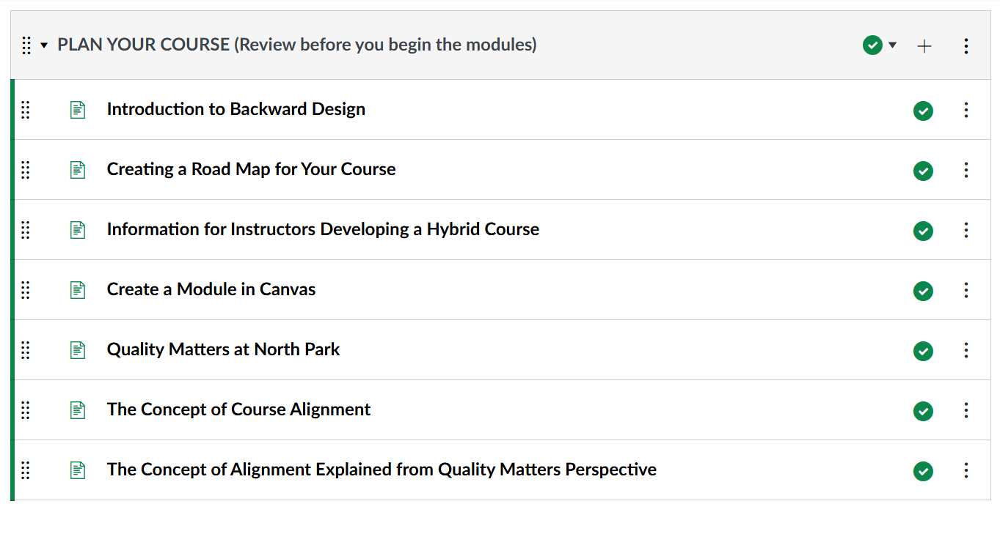 PLAN YOUR COURSE (Review before you begin the modules)
Introduction to Backward Design
Creating a Road Map for Your Course
Information for Instructors Developing a Hybrid Course
Create a Module in Canvas
Quality Matters at North Park
The Concept of Course Alignment
The Concept of Alignment Explained from Quality Matters Perspective